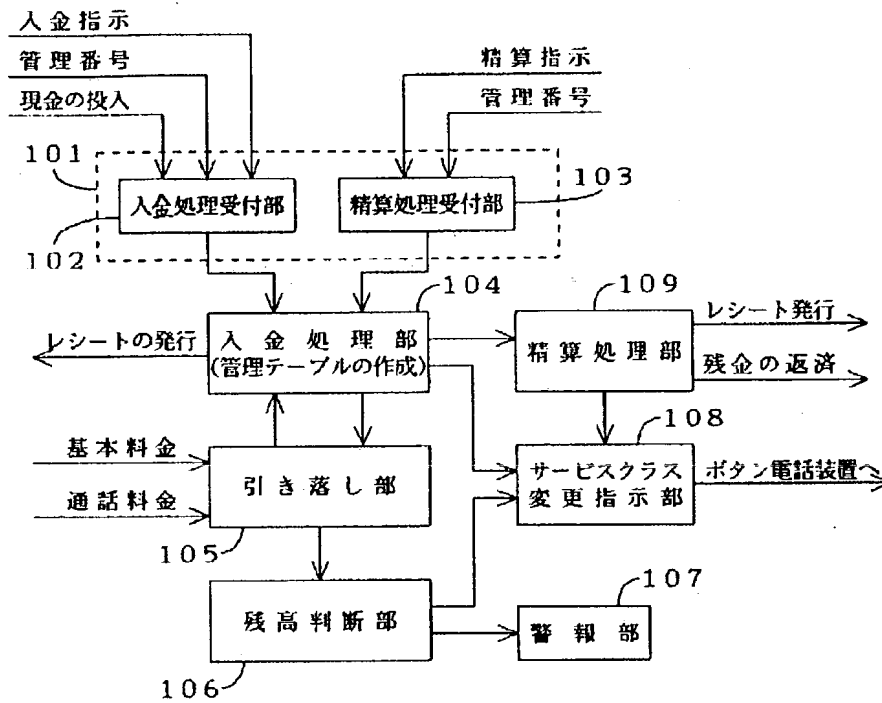 入金指示
管理番号
現金の投入
精算指示
管理番号
101
102
入金処理受付部
精算処理受付部
103
104
入金処理部
(管理テーブルの作成)
レシートの発行
109
精算処理部
レシート発行
残金の返済
基本料金
通話料金
引き落し部
105
108
サービスクラス
変更指示部
ボタン電話装置へ
残高判断部
106
107
警報部